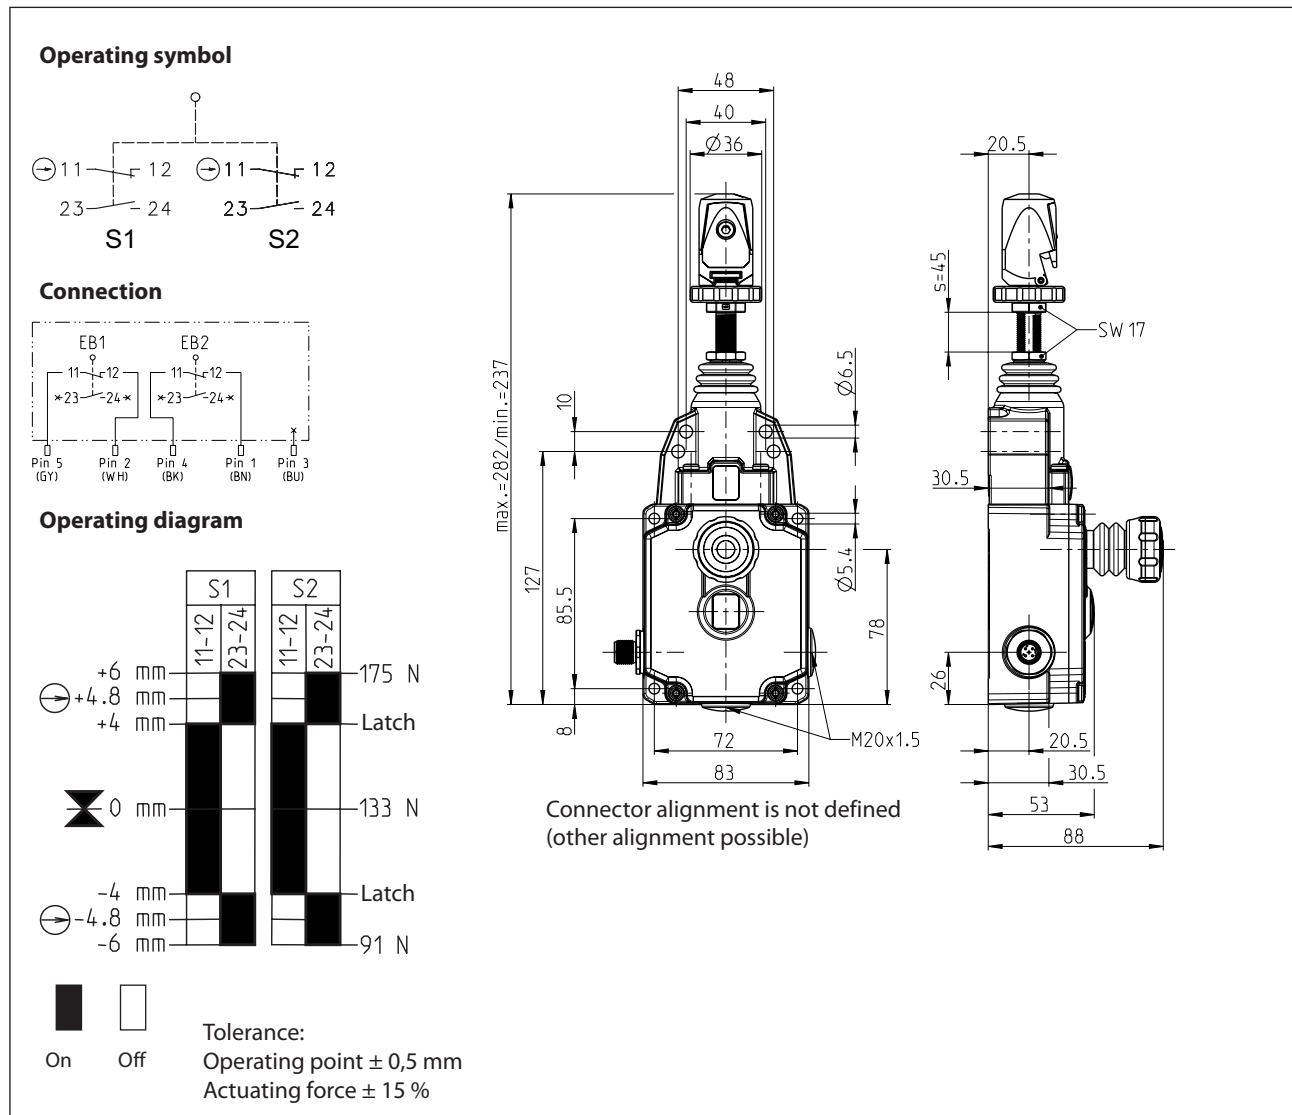 Operating symbol
11 12 11 12
23 24 23 24
S1 S2
Connection
EB1 EB2
11 12 11 12
23 24 23 24
Pin 5 Pin 2 Pin 4 Pin 1 Pin 3
(GY) (WH) (BK) (BN) (BU)
Operating diagram
S1 S2
11-12 23-24 11-12 23-24
+6 mm 175 N
+4.8 mm
+4 mm Latch
0 mm 133 N
-4 mm Latch
-4.8 mm
-6 mm 91 N
On Off
Tolerance:
Operating point ± 0,5 mm
Actuating force ± 15 %
48
40
Ø36
max.=282/min.=237
10
Ø6.5
127
85.5
Ø5.4
78
8
72
83
M20x1.5
Connector alignment is not defined
(other alignment possible)
20.5
s=45
SW 17
30.5
26
20.5
30.5
53
88